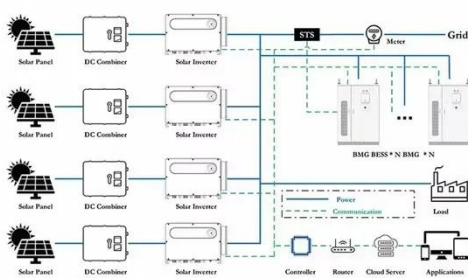 STS
Meter
Grid
Solar Panel DC Combiner Solar Inverter
Solar Panel DC Combiner Solar Inverter
BMG BESS * N BMG * N
Solar Panel DC Combiner Solar Inverter
Power
Communication
Load
Solar Panel DC Combiner Solar Inverter
Controller Router Cloud Server Applications